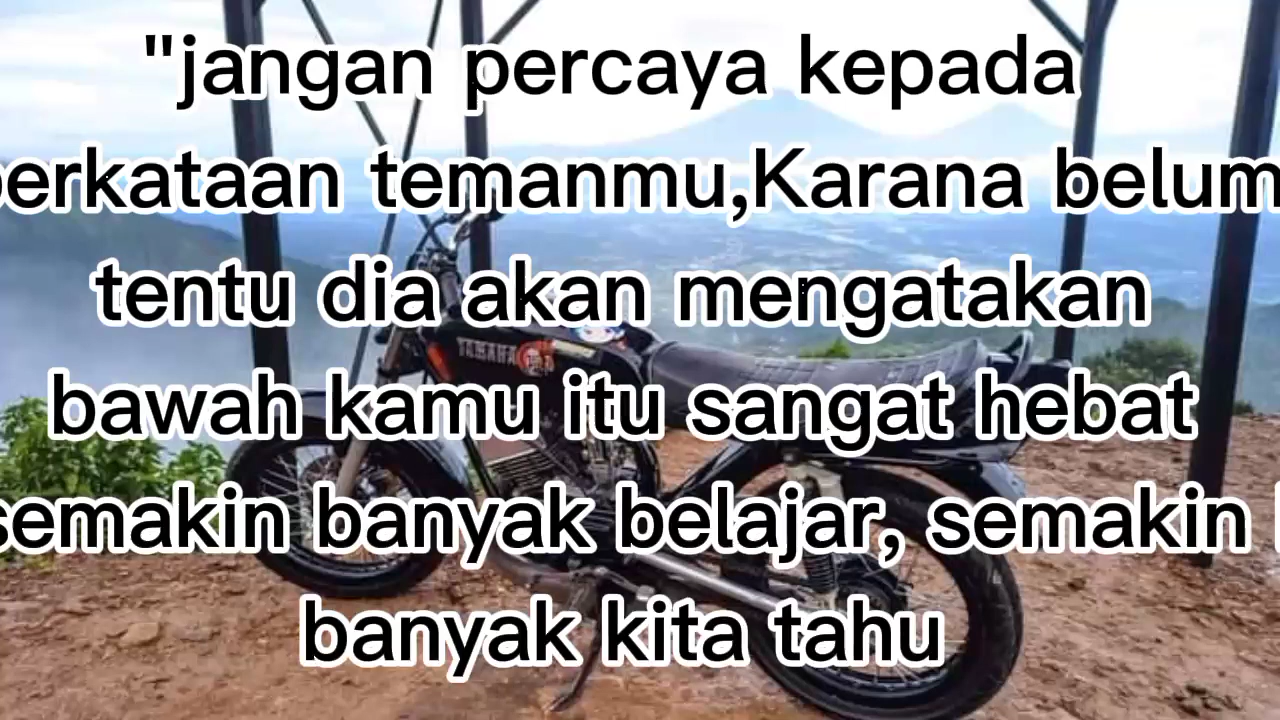 "jangan percaya kepada
perkataan temanmu,Karana belum
tentu dia akan mengatakan
bawah kamu itu sangat hebat
semakin banyak belajar, semakin
banyak kita tahu
YAMAHA